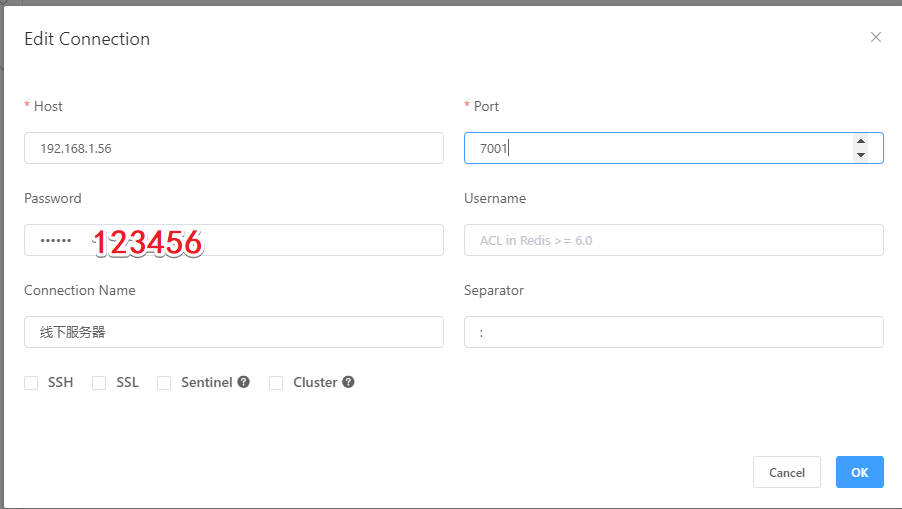 Edit Connection
* Host
* Port
192.168.1.56
7001
Password
Username
•••••• 123456
ACL in Redis >= 6.0
Connection Name
Separator
线下服务器
:
SSH SSL Sentinel ? Cluster ?
Cancel OK